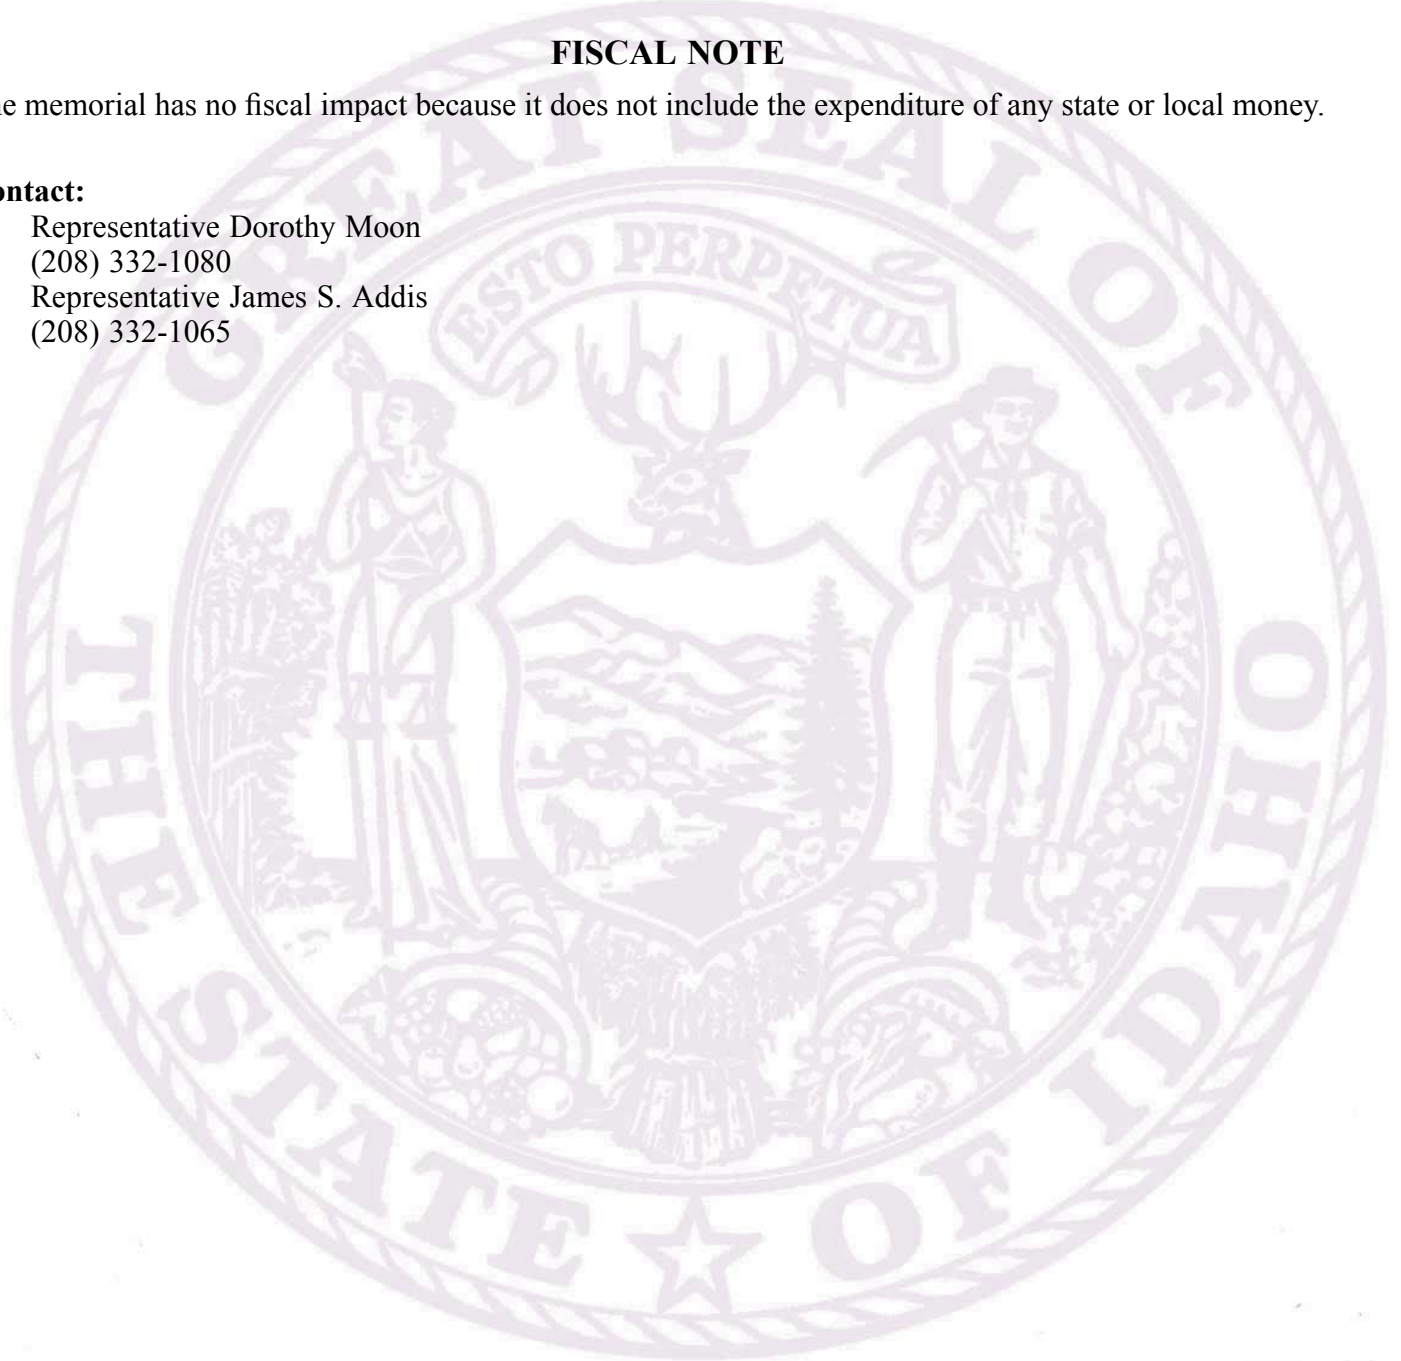 FISCAL NOTE
he memorial has no fiscal impact because it does not include the expenditure of any state or local money.
ontact:
Representative Dorothy Moon
(208) 332-1080
Representative James S. Addis
(208) 332-1065
GREAT SEAL OF
ESTO PERPETUA
THE STATE OF IDAHO